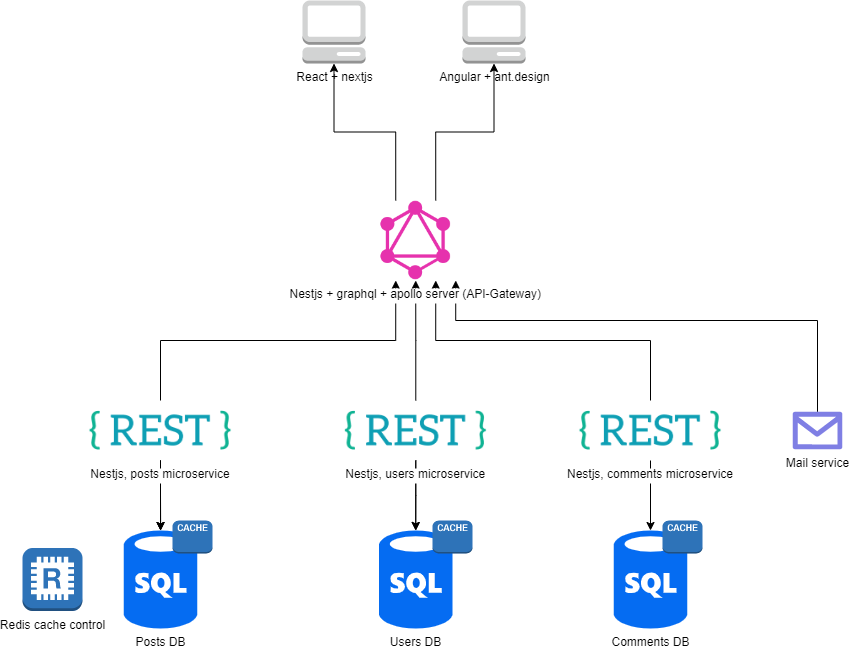 React + nextjs
Angular + ant.design
Nestjs + graphql + apollo server (API-Gateway)
{ REST }
{ REST }
{ REST }
Nestjs, posts microservice
Nestjs, users microservice
Nestjs, comments microservice
Mail service
CACHE
CACHE
CACHE
R
SQL
SQL
SQL
Redis cache control
Posts DB
Users DB
Comments DB